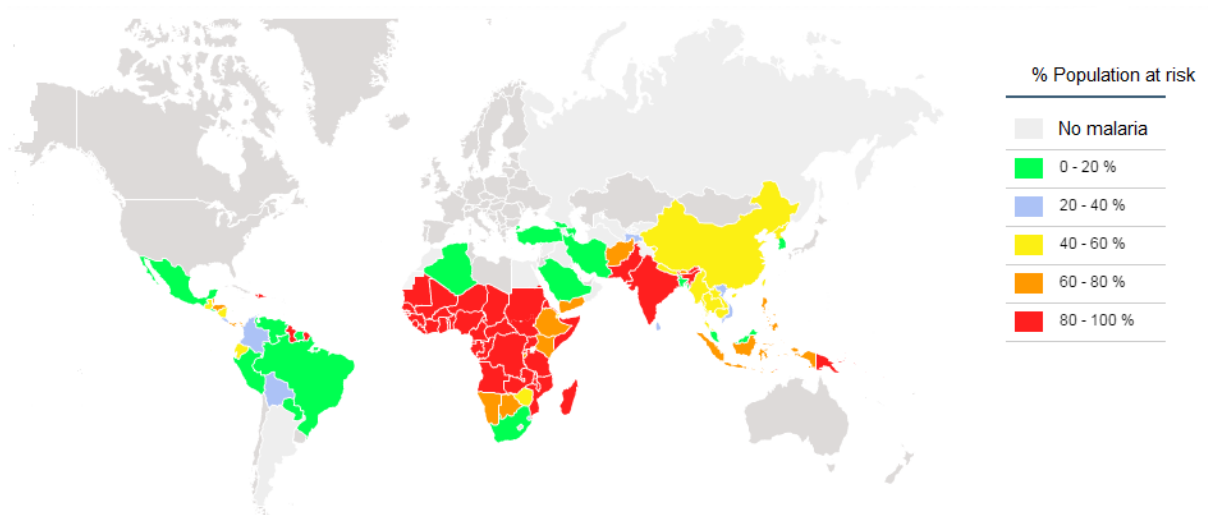 % Population at risk
No malaria
0 - 20 %
20 - 40 %
40 - 60 %
60 - 80 %
80 - 100 %